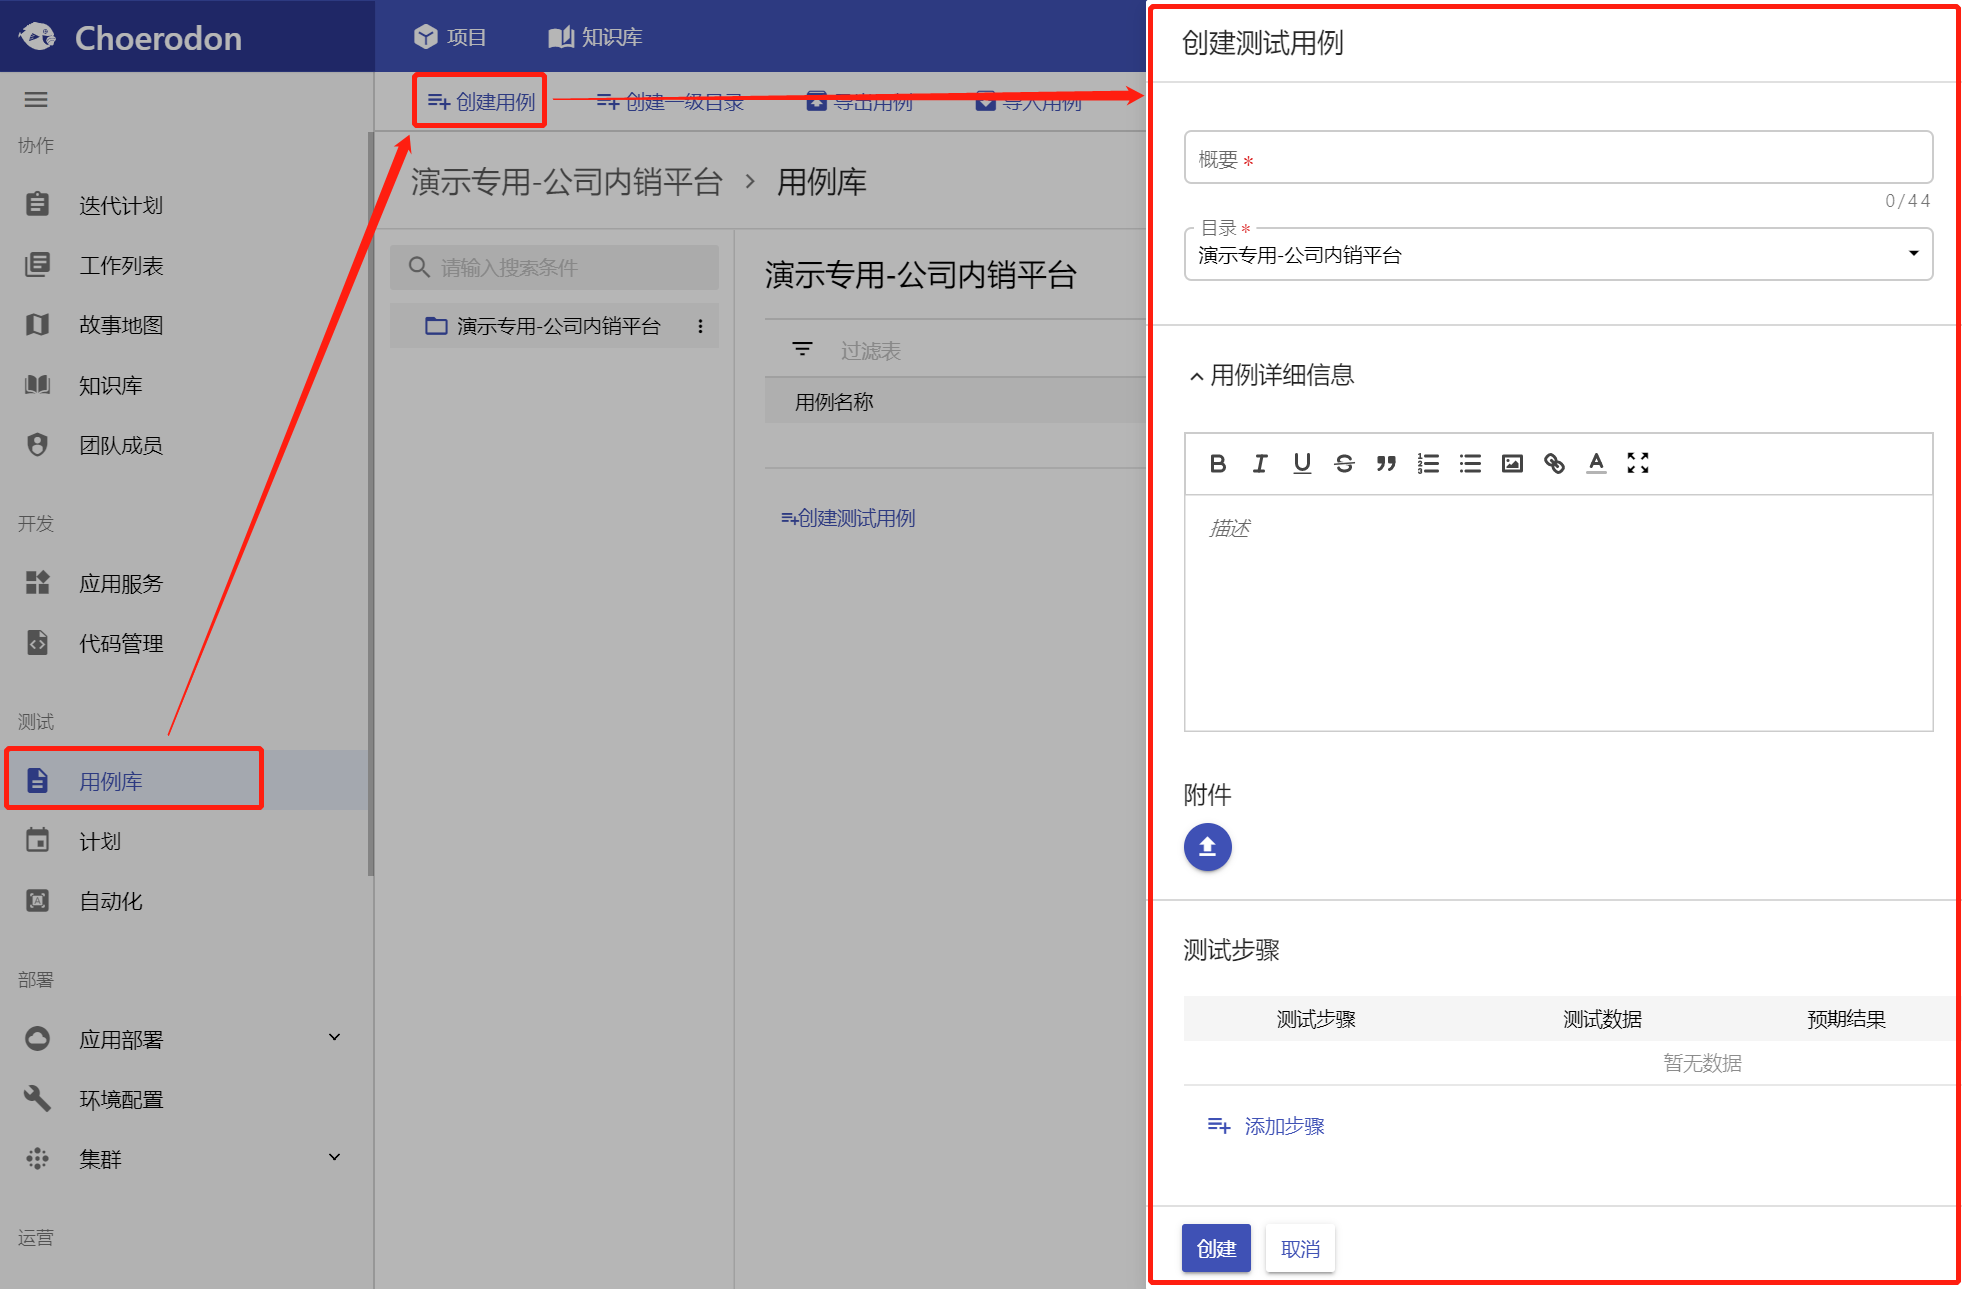 Choerodon
项目
知识库
协作
迭代计划
工作列表
故事地图
知识库
团队成员
开发
应用服务
代码管理
测试
用例库
计划
自动化
部署
应用部署
环境配置
集群
运营
创建用例
创建一级目录
导出用例
导入用例
演示专用-公司内销平台 › 用例库
请输入搜索条件
演示专用-公司内销平台
演示专用-公司内销平台
过滤表
用例名称
创建测试用例
创建测试用例
概要 *
0/44
目录 *
演示专用-公司内销平台
用例详细信息
描述
附件
测试步骤
测试步骤 测试数据 预期结果
暂无数据
添加步骤
创建 取消